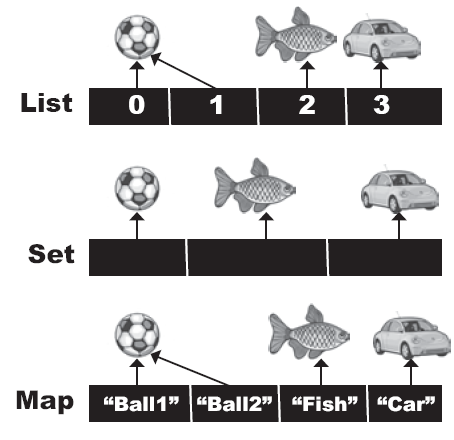 List 0 1 2 3
Set
Map “Ball1” “Ball2” “Fish” “Car”